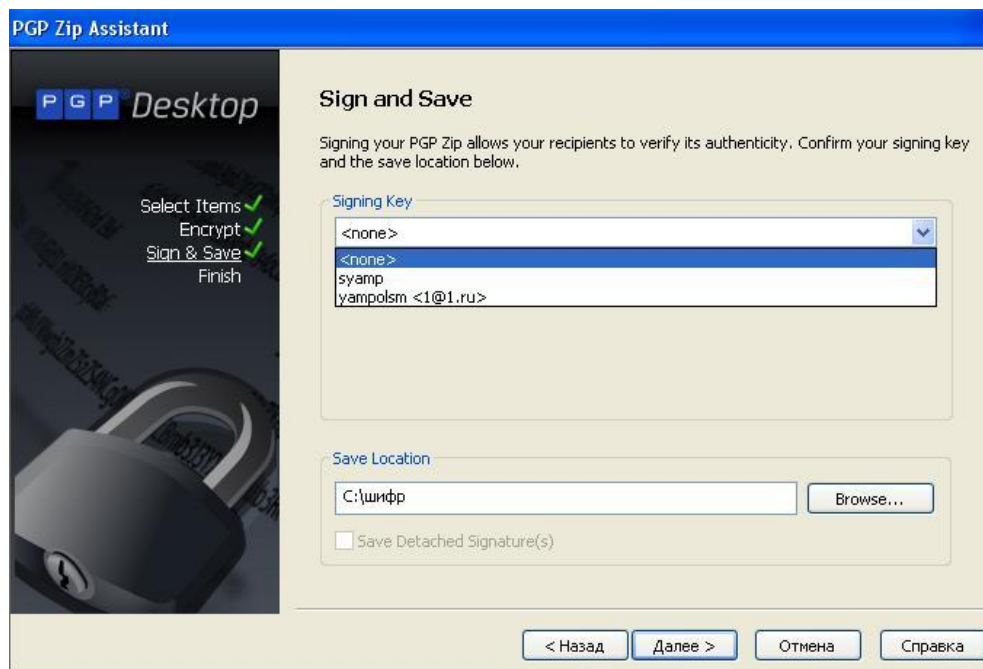 PGP Zip Assistant
PGP® Desktop
Select Items
Encrypt
Sign & Save
Finish
Sign and Save
Signing your PGP Zip allows your recipients to verify its authenticity. Confirm your signing key
and the save location below.
Signing Key
<none>
<none>
syamp
yampolsm <1@1.ru>
Save Location
C:\шифр
Browse...
Save Detached Signature(s)
< Назад
Далее >
Отмена
Справка